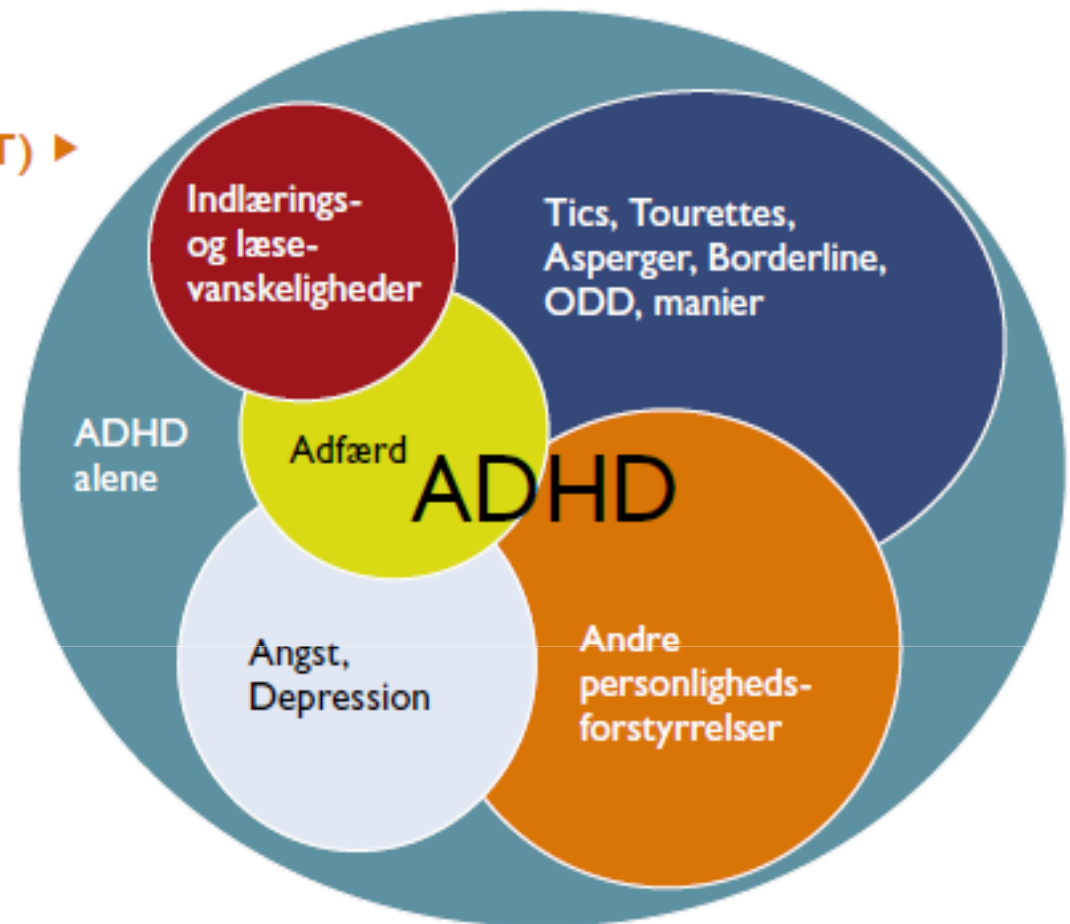 T) ▶
Indlærings-
og læse-
vanskeligheder
Tics, Tourettes,
Asperger, Borderline,
ODD, manier
ADHD
alene
Adfærd
ADHD
Angst,
Depression
Andre
personligheds-
forstyrrelser